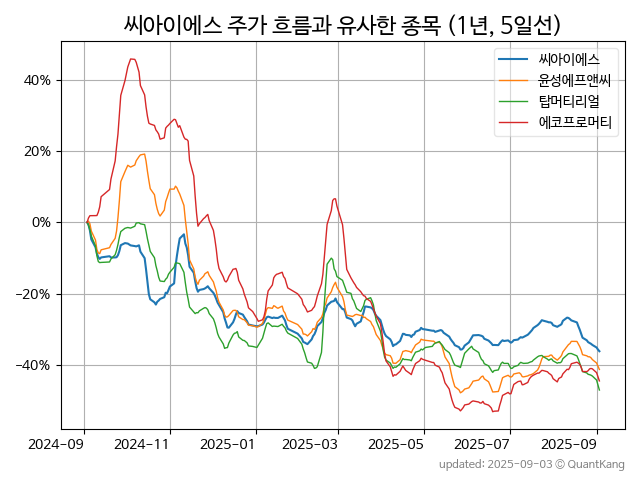 씨아이에스 주가 흐름과 유사한 종목 (1년, 5일선)
씨아이에스
윤성에프앤씨
탑머티리얼
에코프로머티
40%
20%
0%
−20%
−40%
2024-09 2024-11 2025-01 2025-03 2025-05 2025-07 2025-09
updated: 2025-09-03 © QuantKang